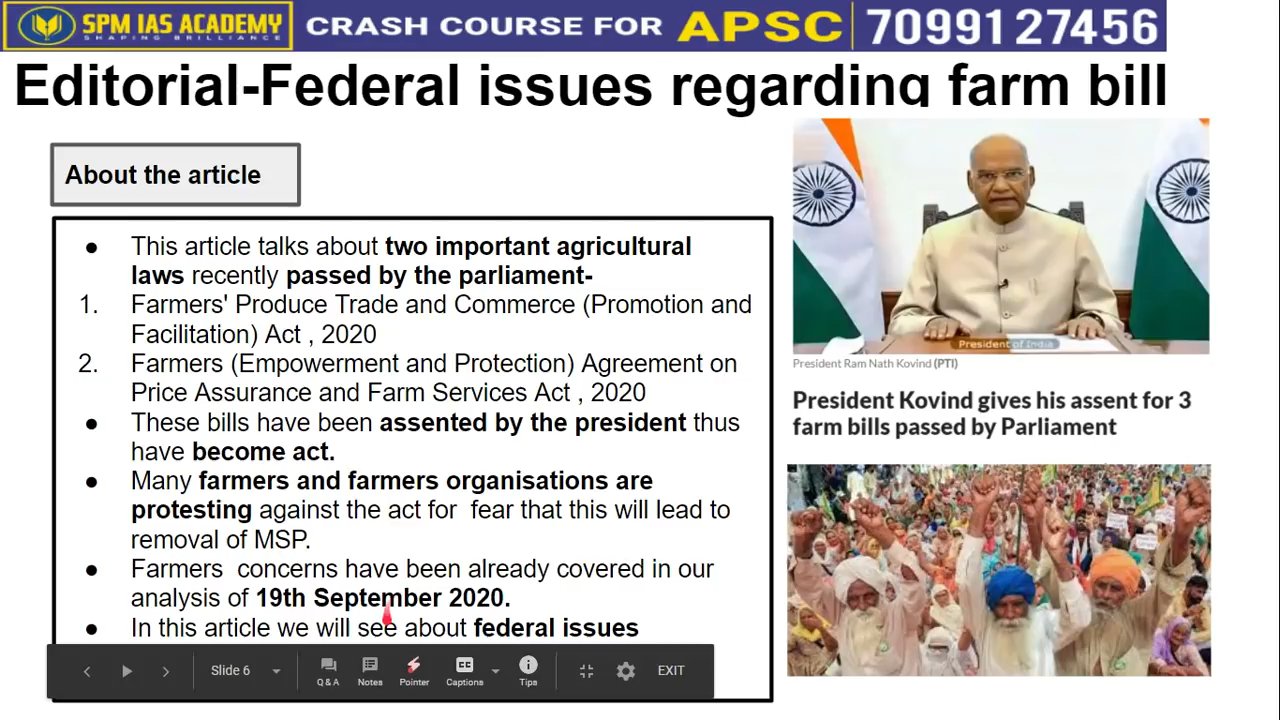 SPM IAS ACADEMY
SHAPING BRILLIANCE
CRASH COURSE FOR APSC 7099127456
Editorial-Federal issues regarding farm bill
About the article
● This article talks about two important agricultural
laws recently passed by the parliament-
1. Farmers' Produce Trade and Commerce (Promotion and
Facilitation) Act , 2020
2. Farmers (Empowerment and Protection) Agreement on
Price Assurance and Farm Services Act , 2020
● These bills have been assented by the president thus
have become act.
● Many farmers and farmers organisations are
protesting against the act for fear that this will lead to
removal of MSP.
● Farmers concerns have been already covered in our
analysis of 19th September 2020.
● In this article we will see about federal issues
President of India
President Ram Nath Kovind (PTI)
President Kovind gives his assent for 3
farm bills passed by Parliament
Slide 6
Q & A
Notes
Pointer
CC
Captions
Tips
EXIT